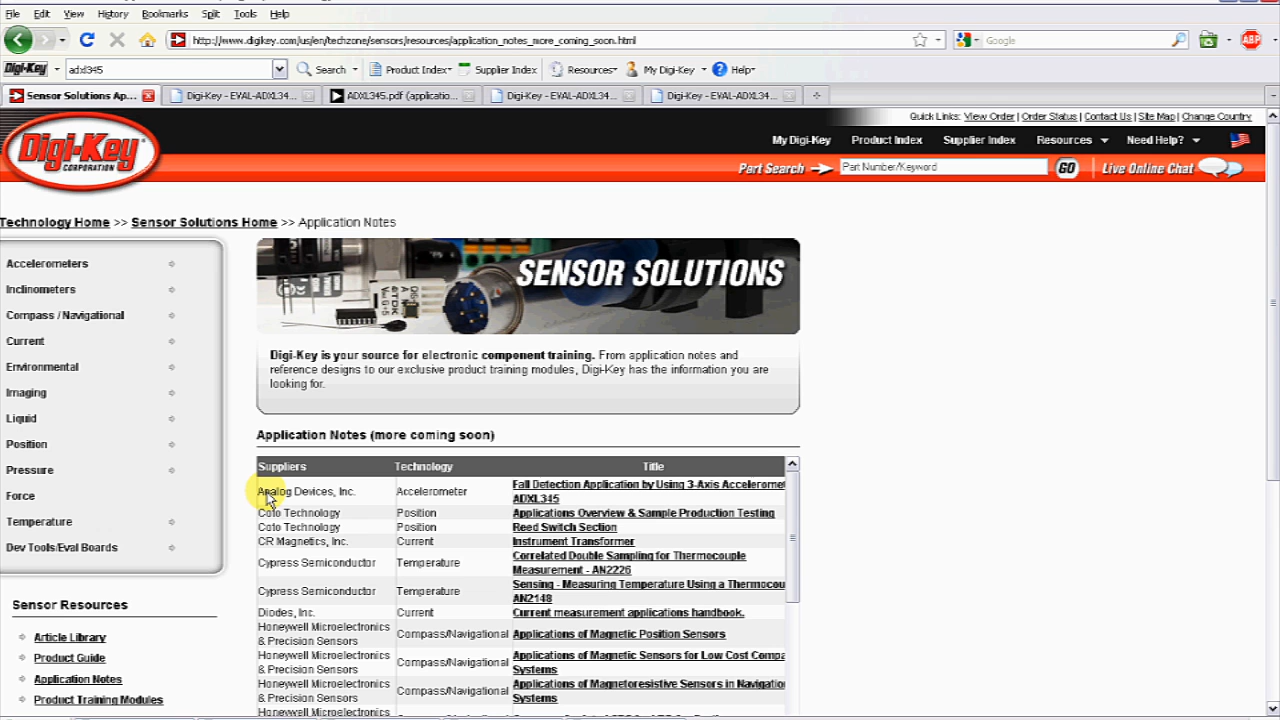 File Edit View History Bookmarks Split Tools Help
http://www.digikey.com/us/en/techzone/sensors/resources/application_notes_more_coming_soon.html
Google
ABP
Digi-Key adxl345 Search Product Index Supplier Index Resources My Digi-Key Help
Sensor Solutions Ap... Digi-Key - EVAL-ADXL34... ADXL345.pdf (applicatio... Digi-Key - EVAL-ADXL34... Digi-Key - EVAL-ADXL34...
Quick Links: View Order | Order Status | Contact Us | Site Map | Change Country
Digi-Key
CORPORATION
My Digi-Key Product Index Supplier Index Resources Need Help?
Part Search Part Number/Keyword GO Live Online Chat
Technology Home >> Sensor Solutions Home >> Application Notes
Accelerometers
Inclinometers
Compass / Navigational
Current
Environmental
Imaging
Liquid
Position
Pressure
Force
Temperature
Dev Tools/Eval Boards
Sensor Resources
Article Library
Product Guide
Application Notes
Product Training Modules
SENSOR SOLUTIONS
Digi-Key is your source for electronic component training. From application notes and
reference designs to our exclusive product training modules, Digi-Key has the information you are
looking for.
Application Notes (more coming soon)
Suppliers Technology Title
Analog Devices, Inc. Accelerometer Fall Detection Application by Using 3-Axis Acceleromet
ADXL345
Coto Technology Position Applications Overview & Sample Production Testing
Coto Technology Position Reed Switch Section
CR Magnetics, Inc. Current Instrument Transformer
Cypress Semiconductor Temperature Correlated Double Sampling for Thermocouple
Measurement - AN2226
Cypress Semiconductor Temperature Sensing - Measuring Temperature Using a Thermocou
AN2148
Diodes, Inc. Current Current measurement applications handbook.
Honeywell Microelectronics
& Precision Sensors Compass/Navigational Applications of Magnetic Position Sensors
Honeywell Microelectronics
& Precision Sensors Compass/Navigational Applications of Magnetic Sensors for Low Cost Compa
Systems
Honeywell Microelectronics
& Precision Sensors Compass/Navigational Applications of Magnetoresistive Sensors in Navigation
Systems
Honeywell Microelectronics